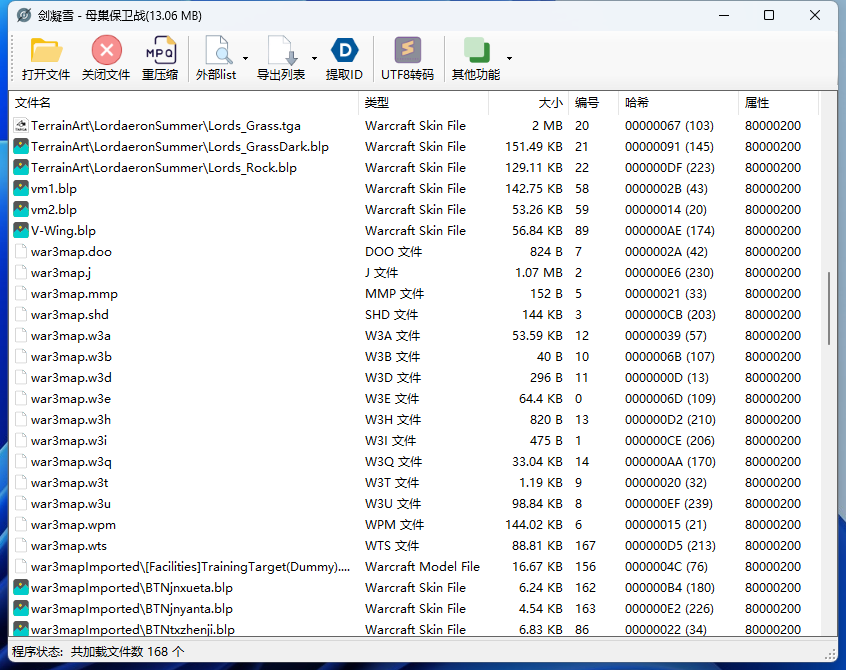 剑凝雪 - 母巢保卫战(13.06 MB)
打开文件 关闭文件 重压缩 外部list 导出列表 提取ID UTF8转码 其他功能
文件名 类型 大小 编号 哈希 属性
TerrainArt\LordaeronSummer\Lords_Grass.tga Warcraft Skin File 2 MB 20 00000067 (103) 80000200
TerrainArt\LordaeronSummer\Lords_GrassDark.blp Warcraft Skin File 151.49 KB 21 00000091 (145) 80000200
TerrainArt\LordaeronSummer\Lords_Rock.blp Warcraft Skin File 129.11 KB 22 000000DF (223) 80000200
vm1.blp Warcraft Skin File 142.75 KB 58 0000002B (43) 80000200
vm2.blp Warcraft Skin File 53.26 KB 59 00000014 (20) 80000200
V-Wing.blp Warcraft Skin File 56.84 KB 89 000000AE (174) 80000200
war3map.doo DOO 文件 824 B 7 0000002A (42) 80000200
war3map.j J 文件 1.07 MB 2 000000E6 (230) 80000200
war3map.mmp MMP 文件 152 B 5 00000021 (33) 80000200
war3map.shd SHD 文件 144 KB 3 000000CB (203) 80000200
war3map.w3a W3A 文件 53.59 KB 12 00000039 (57) 80000200
war3map.w3b W3B 文件 40 B 10 0000006B (107) 80000200
war3map.w3d W3D 文件 296 B 11 0000000D (13) 80000200
war3map.w3e W3E 文件 64.4 KB 0 0000006D (109) 80000200
war3map.w3h W3H 文件 820 B 13 000000D2 (210) 80000200
war3map.w3i W3I 文件 475 B 1 000000CE (206) 80000200
war3map.w3q W3Q 文件 33.04 KB 14 000000AA (170) 80000200
war3map.w3t W3T 文件 1.19 KB 9 00000020 (32) 80000200
war3map.w3u W3U 文件 98.84 KB 8 000000EF (239) 80000200
war3map.wpm WPM 文件 144.02 KB 6 00000015 (21) 80000200
war3map.wts WTS 文件 88.81 KB 167 000000D5 (213) 80000200
war3mapImported\[Facilities]TrainingTarget(Dummy).... Warcraft Model File 16.67 KB 156 0000004C (76) 80000200
war3mapImported\BTNjnxueta.blp Warcraft Skin File 6.24 KB 162 000000B4 (180) 80000200
war3mapImported\BTNjnyanta.blp Warcraft Skin File 4.54 KB 163 000000E2 (226) 80000200
war3mapImported\BTNtxzhenji.blp Warcraft Skin File 6.83 KB 86 00000022 (34) 80000200
程序状态: 共加载文件数 168 个